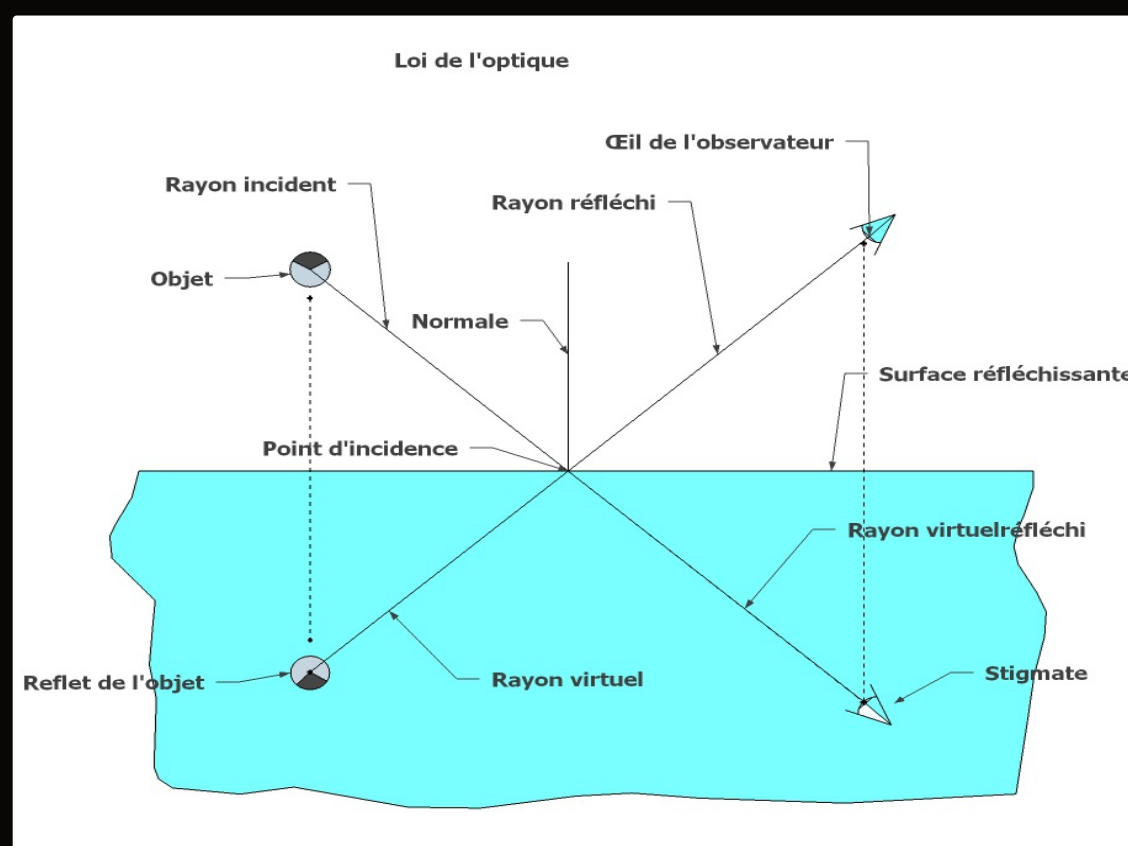 Loi de l'optique
Œil de l'observateur
Rayon incident
Rayon réfléchi
Objet
Normale
Surface réfléchissante
Point d'incidence
Rayon virtuelréfléchi
Reflet de l'objet
Rayon virtuel
Stigmate